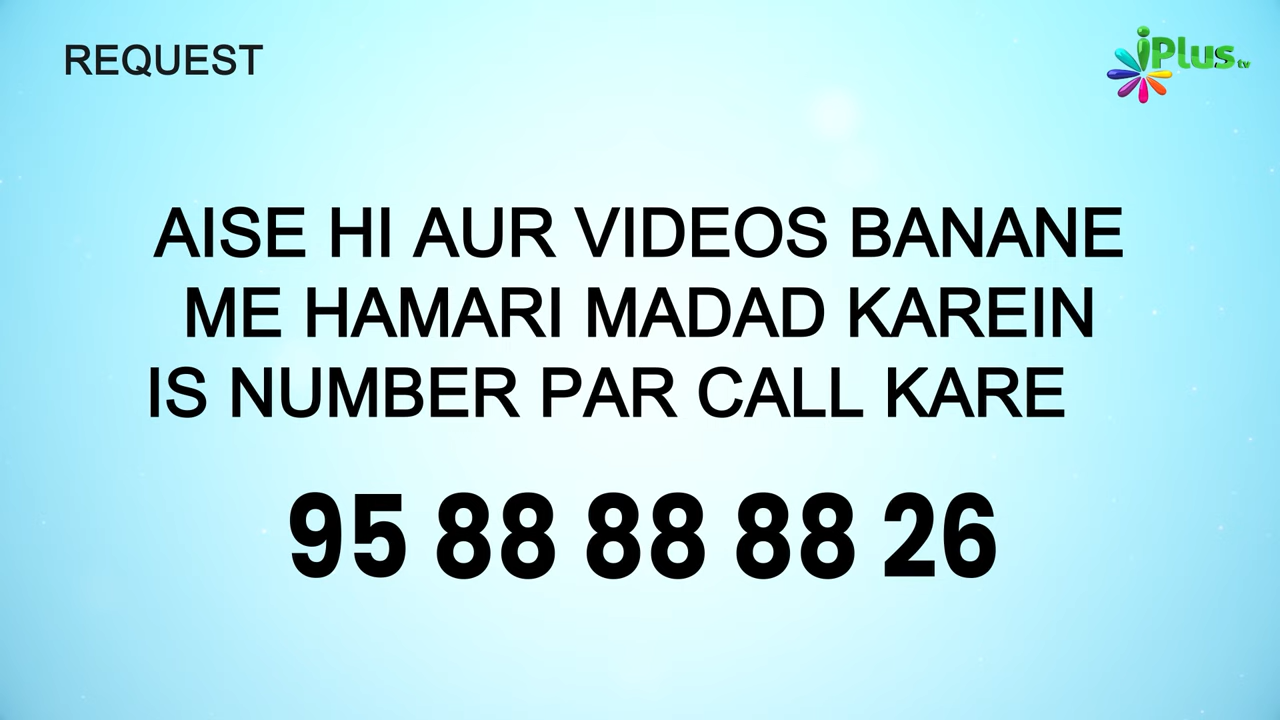 REQUEST
iPlus tv
AISE HI AUR VIDEOS BANANE
ME HAMARI MADAD KAREIN
IS NUMBER PAR CALL KARE
95 88 88 88 26